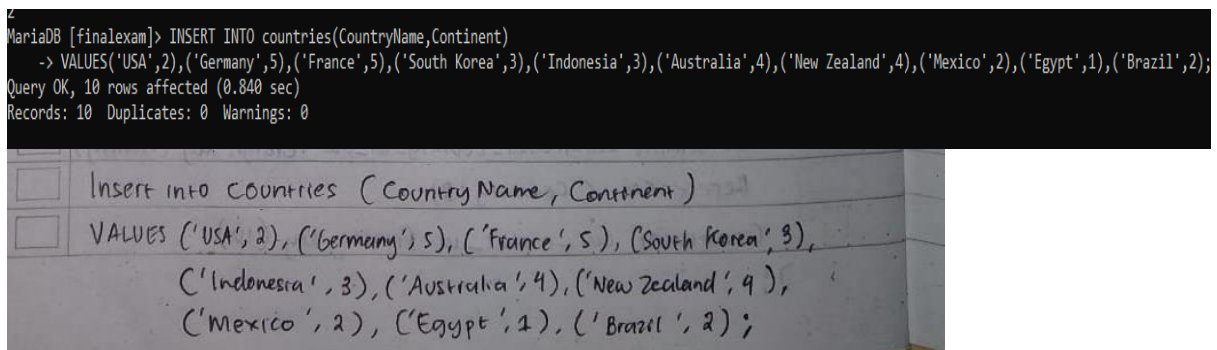 MariaDB [finalexam]> INSERT INTO countries(CountryName,Continent)
-> VALUES('USA',2),('Germany',5),('France',5),('South Korea',3),('Indonesia',3),('Australia',4),('New Zealand',4),('Mexico',2),('Egypt',1),('Brazil',2);
Query OK, 10 rows affected (0.840 sec)
Records: 10  Duplicates: 0  Warnings: 0
Insert into countries (Country Name, Continent)
VALUES ('USA', 2), ('Germany', 5), ('France', 5), ('South Korea', 3),
('Indonesia', 3), ('Australia', 4), ('New Zealand', 4),
('Mexico', 2), ('Egypt', 1), ('Brazil', 2);